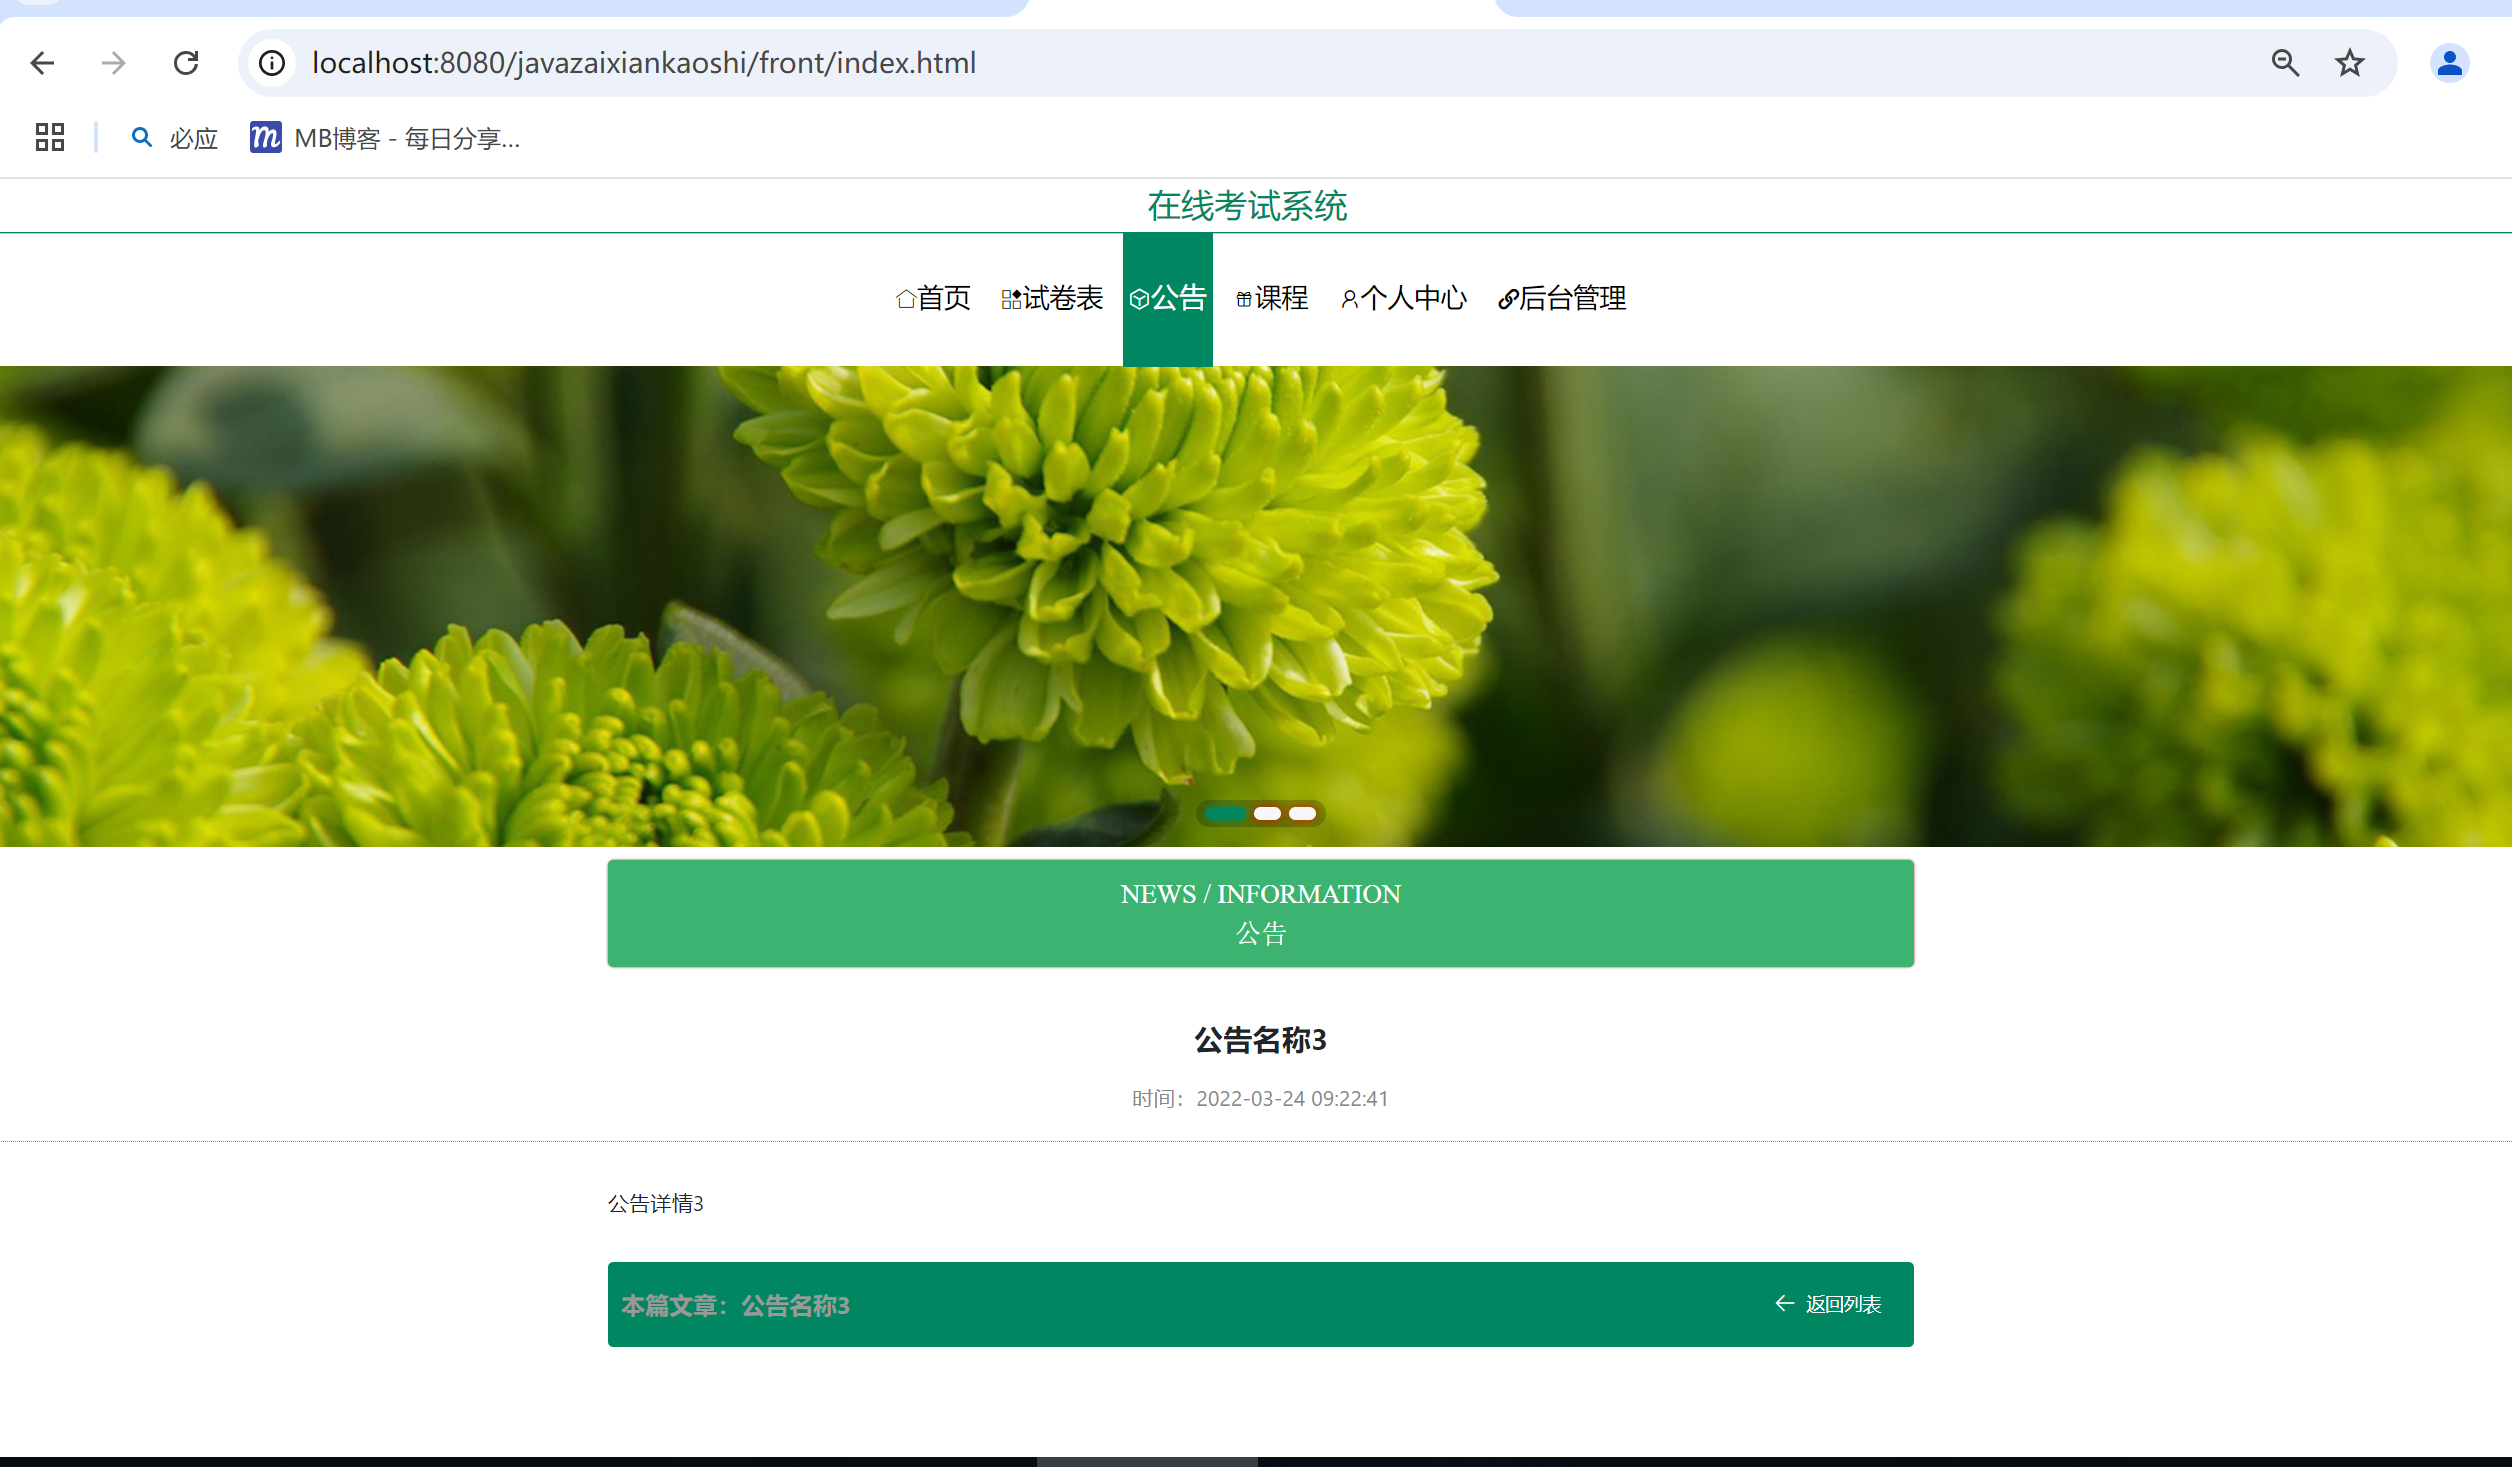 localhost:8080/javazaixiankaoshi/front/index.html
必应 MB博客 - 每日分享...
在线考试系统
首页 试卷表 公告 课程 个人中心 后台管理
NEWS / INFORMATION
公告
公告名称3
时间：2022-03-24 09:22:41
公告详情3
本篇文章：公告名称3 返回列表